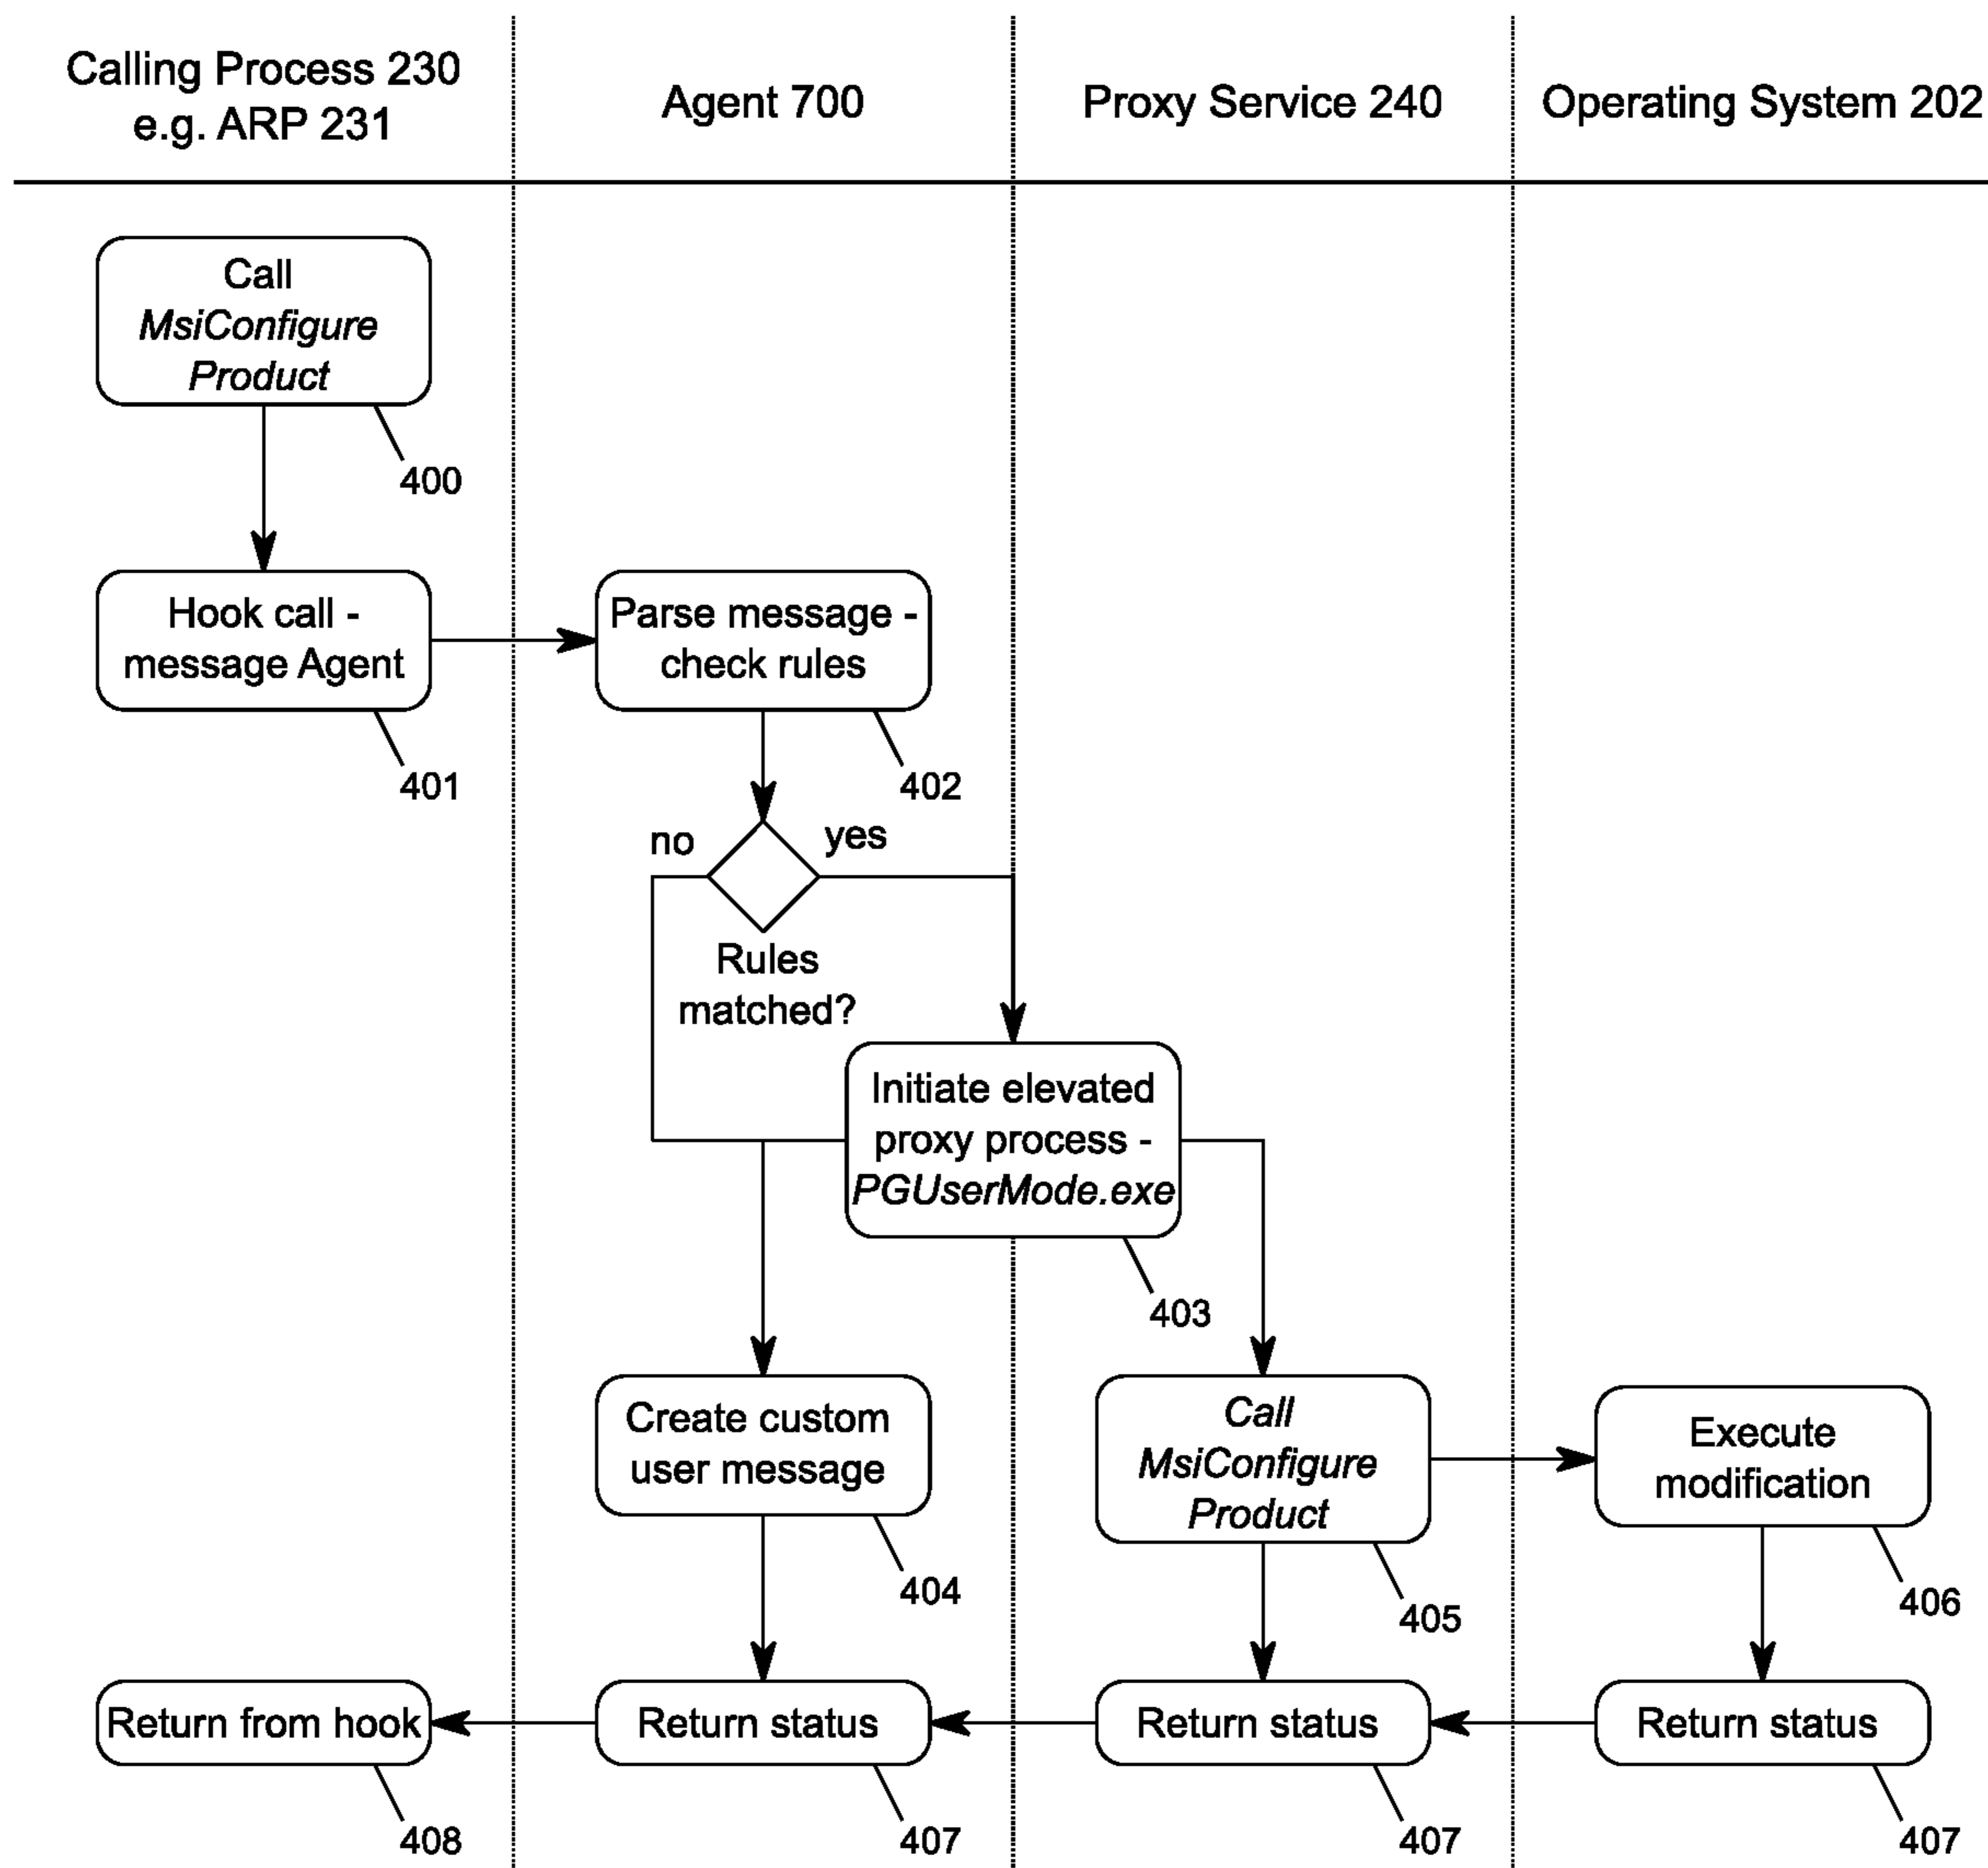 Calling Process 230
e.g. ARP 231
Agent 700
Proxy Service 240
Operating System 202
Call
MsiConfigure
Product
400
Hook call -
message Agent
401
Parse message -
check rules
402
no
yes
Rules
matched?
Initiate elevated
proxy process -
PGUserMode.exe
403
Create custom
user message
404
Call
MsiConfigure
Product
405
Execute
modification
406
Return from hook
408
Return status
407
Return status
407
Return status
407